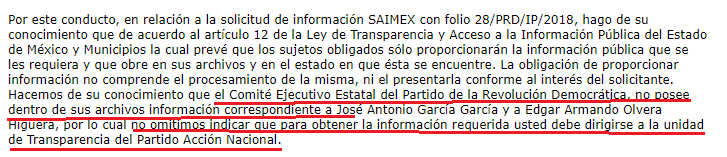 Por este conducto, en relación a la solicitud de información SAIMEX con folio 28/PRD/IP/2018, hago de su
conocimiento que de acuerdo al artículo 12 de la Ley de Transparencia y Acceso a la Información Pública del Estado
de México y Municipios la cual prevé que los sujetos obligados sólo proporcionarán la información pública que se
les requiera y que obre en sus archivos y en el estado en que ésta se encuentre. La obligación de proporcionar
información no comprende el procesamiento de la misma, ni el presentarla conforme al interés del solicitante.
Hacemos de su conocimiento que el Comité Ejecutivo Estatal del Partido de la Revolución Democrática, no posee
dentro de sus archivos información correspondiente a José Antonio García García y a Edgar Armando Olvera
Higuera, por lo cual no omitimos indicar que para obtener la información requerida usted debe dirigirse a la unidad
de Transparencia del Partido Acción Nacional.